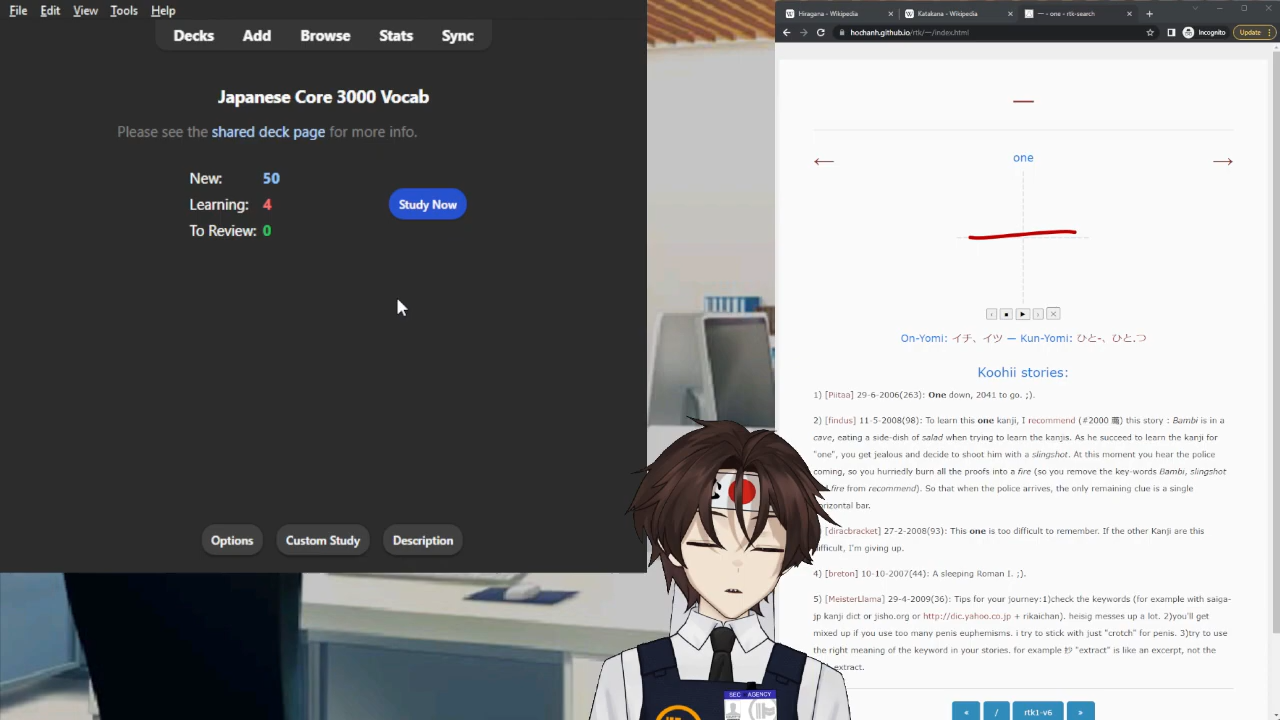 File Edit View Tools Help
Decks Add Browse Stats Sync
Japanese Core 3000 Vocab
Please see the shared deck page for more info.
New: 50
Learning: 4
To Review: 0
Study Now
Options Custom Study Description
Hiragana - Wikipedia
Katakana - Wikipedia
一 - one - rtk-search
hochanh.github.io/rtk/一/index.html
Incognito
Update
一
← one →
On-Yomi: イチ、イツ — Kun-Yomi: ひと-、ひと.つ
Koohii stories:
1) [Piitaa] 29-6-2006(263): One down, 2041 to go. ;).
2) [findus] 11-5-2008(98): To learn this one kanji, I recommend (#2000 薦) this story : Bambi is in a
cave, eating a side-dish of salad when trying to learn the kanjis. As he succeed to learn the kanji for
"one", you get jealous and decide to shoot him with a slingshot. At this moment you hear the police
coming, so you hurriedly burn all the proofs into a fire (so you remove the key-words Bambi, slingshot
fire from recommend). So that when the police arrives, the only remaining clue is a single
horizontal bar.
[diracbracket] 27-2-2008(93): This one is too difficult to remember. If the other Kanji are this
difficult, I'm giving up.
4) [breton] 10-10-2007(44): A sleeping Roman I. ;).
5) [MeisterLlama] 29-4-2009(36): Tips for your journey:1)check the keywords (for example with saiga-
jp kanji dict or jisho.org or http://dic.yahoo.co.jp + rikaichan). heisig messes up a lot. 2)you'll get
mixed up if you use too many penis euphemisms. i try to stick with just "crotch" for penis. 3)try to use
the right meaning of the keyword in your stories. for example 抄 "extract" is like an excerpt, not the
extract.
« / rtk1-v6 »
SEC AGENCY